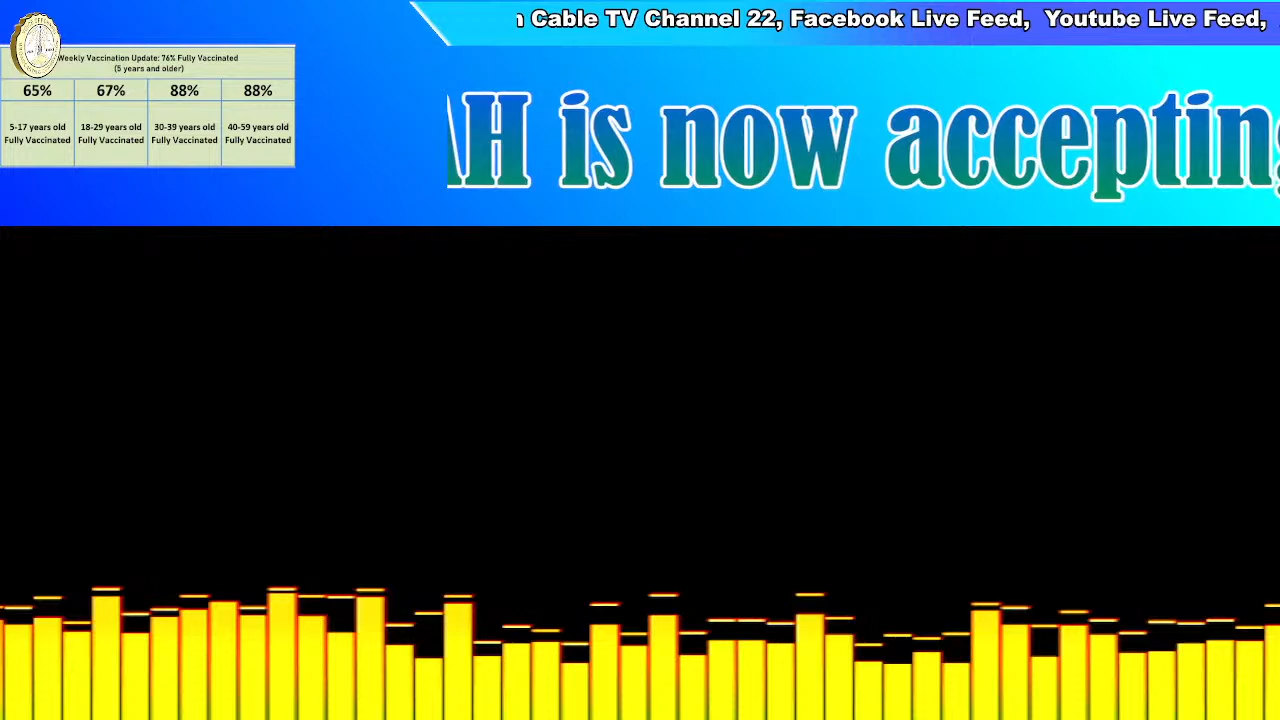 Cable TV Channel 22, Facebook Live Feed, Youtube Live Feed,
Weekly Vaccination Update: 76% Fully Vaccinated
(5 years and older)
65% 67% 88% 88%
5-17 years old 18-29 years old 30-39 years old 40-59 years old
Fully Vaccinated Fully Vaccinated Fully Vaccinated Fully Vaccinated
AH is now accepting